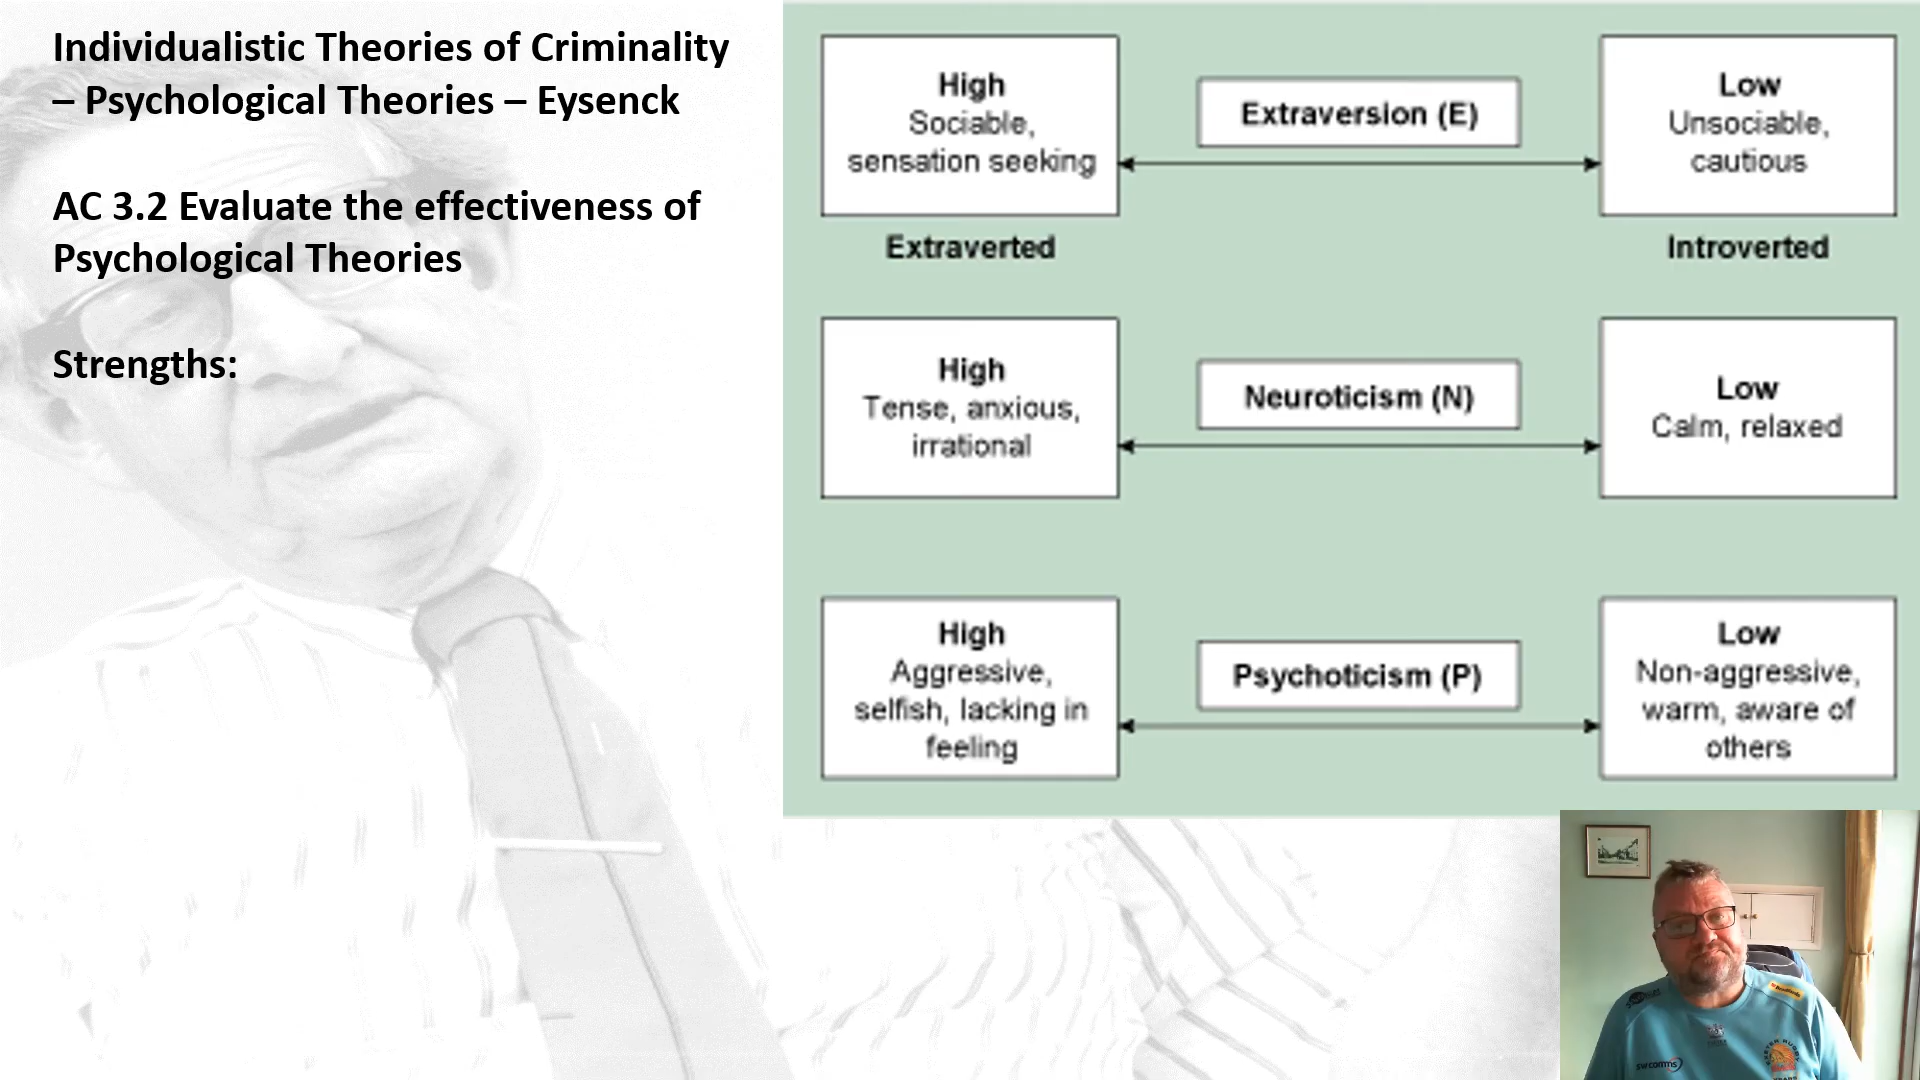 Individualistic Theories of Criminality
– Psychological Theories – Eysenck
AC 3.2 Evaluate the effectiveness of
Psychological Theories
Strengths:
High
Sociable,
sensation seeking
Extraversion (E)
Low
Unsociable,
cautious
Extraverted
Introverted
High
Tense, anxious,
irrational
Neuroticism (N)
Low
Calm, relaxed
High
Aggressive,
selfish, lacking in
feeling
Psychoticism (P)
Low
Non-aggressive,
warm, aware of
others
swcomms